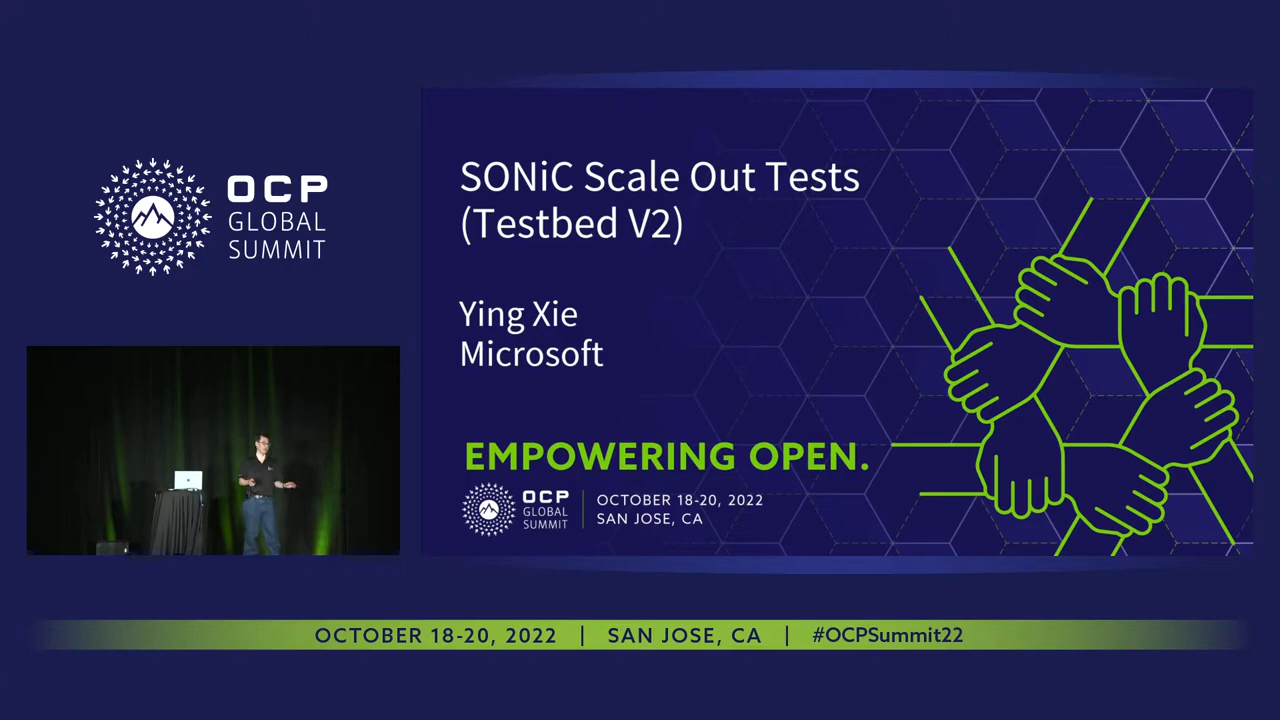 OCP
GLOBAL
SUMMIT
SONiC Scale Out Tests
(Testbed V2)
Ying Xie
Microsoft
EMPOWERING OPEN.
OCP
GLOBAL
SUMMIT
OCTOBER 18-20, 2022
SAN JOSE, CA
OCTOBER 18-20, 2022 | SAN JOSE, CA | #OCPSummit22